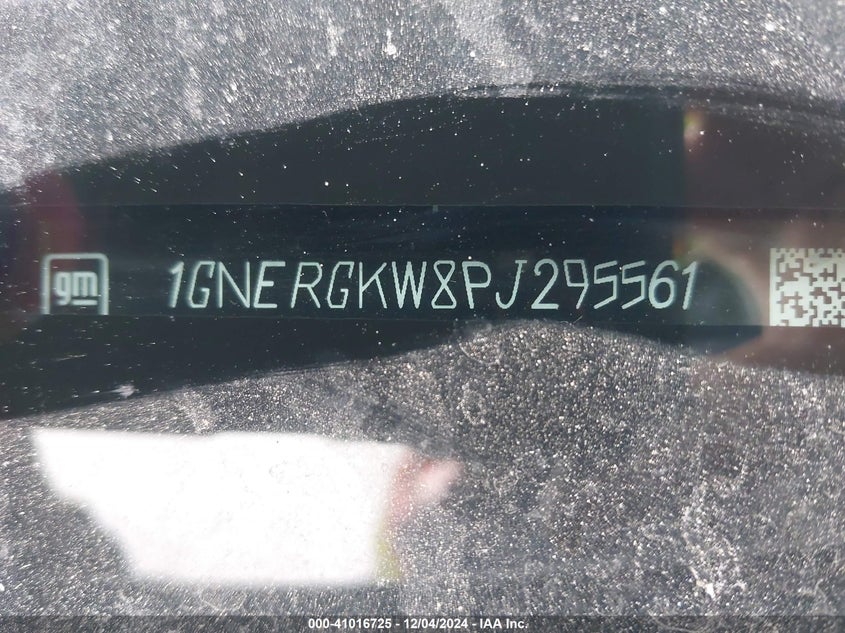 gm 1GNERGKW8PJ295561
000-41016725 - 12/04/2024 - IAA Inc.